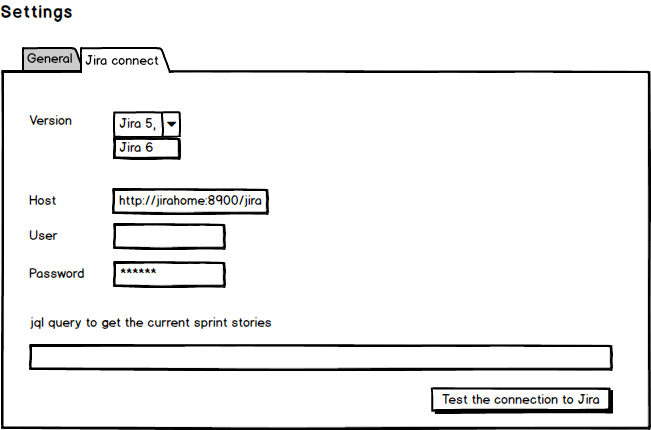 Settings
General
Jira connect
Version
Jira 5,
Jira 6
Host
http://jirahome:8900/jira
User
Password
******
jql query to get the current sprint stories
Test the connection to Jira